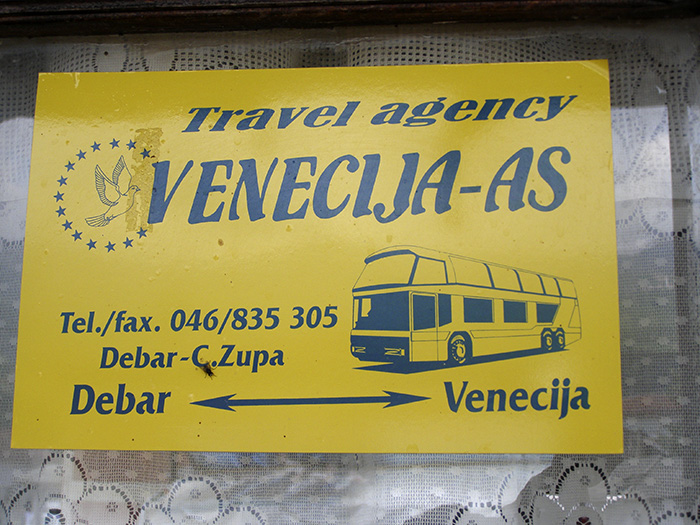 Travel agency
VENECIJA-AS
Tel./fax. 046/835 305
Debar-C.Zupa
Debar Venecija